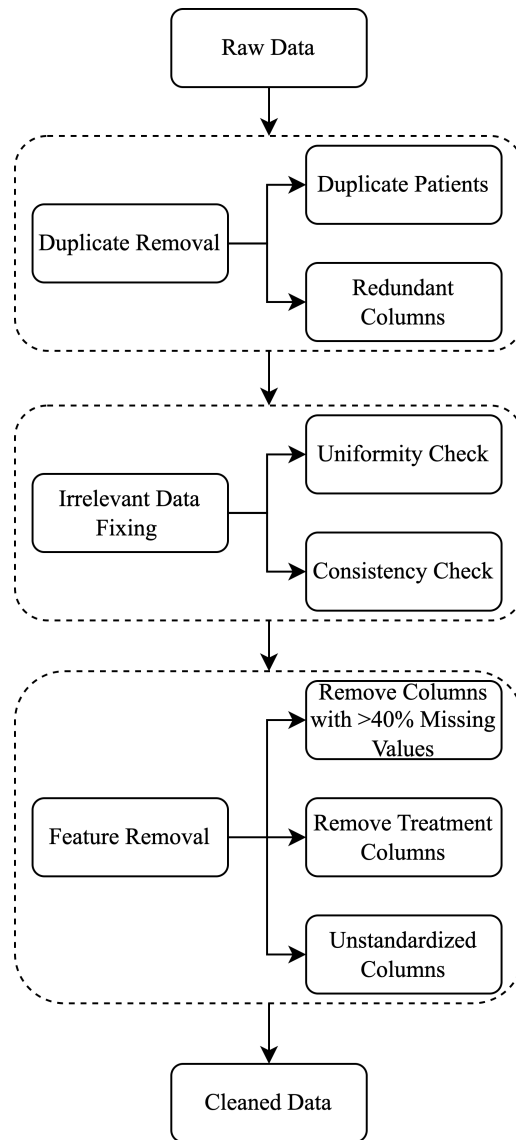 Raw Data
Duplicate Removal
Duplicate Patients
Redundant
Columns
Irrelevant Data
Fixing
Uniformity Check
Consistency Check
Feature Removal
Remove Columns
with >40% Missing
Values
Remove Treatment
Columns
Unstandardized
Columns
Cleaned Data